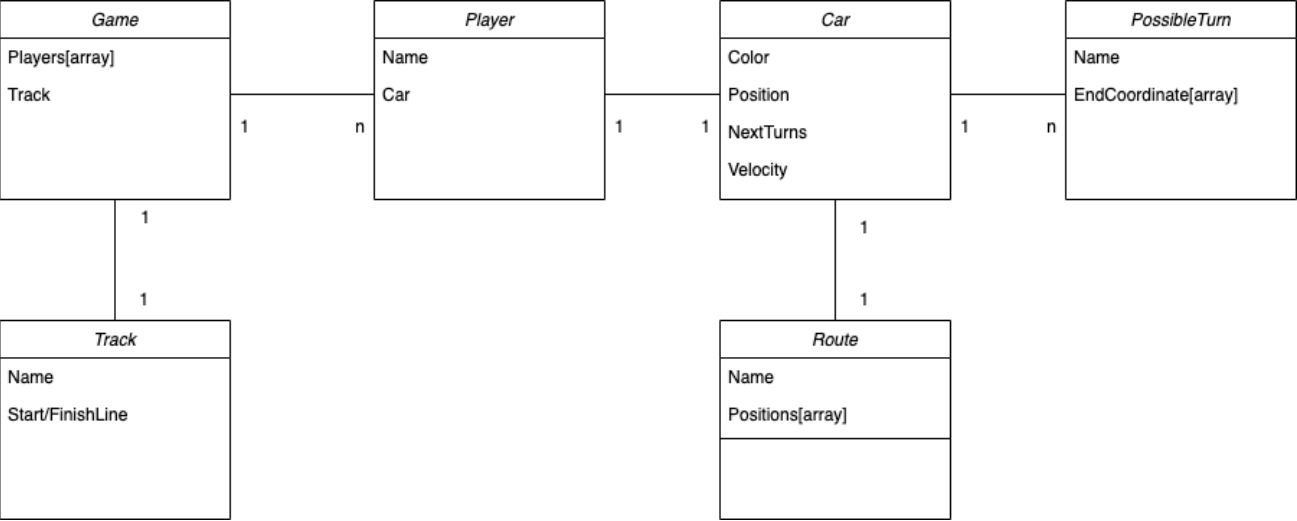 Game
Players[array]
Track
1
n
1
1
Player
Name
Car
1
1
Car
Color
Position
NextTurns
Velocity
1
n
1
1
PossibleTurn
Name
EndCoordinate[array]
Track
Name
Start/FinishLine
Route
Name
Positions[array]